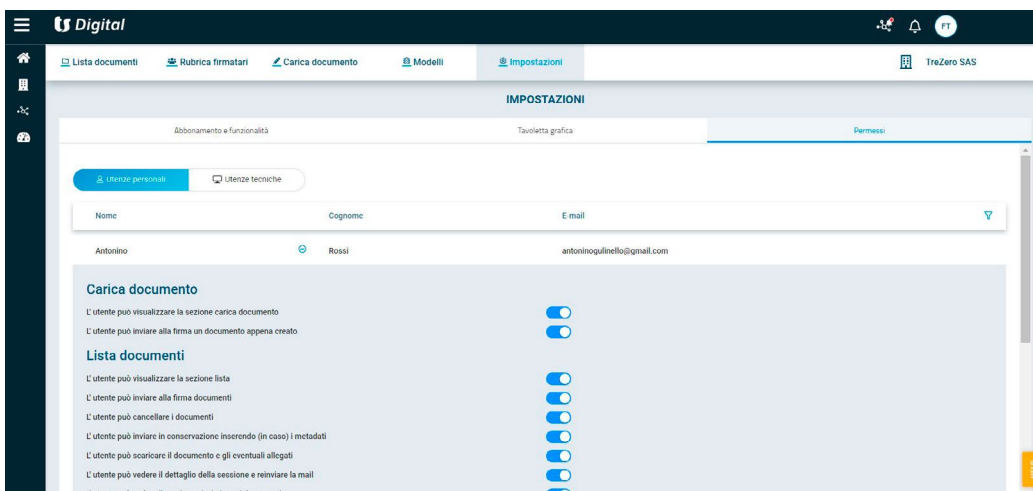 TS Digital
FT
Lista documenti Rubrica firmatari Carica documento Modelli Impostazioni TreZero SAS
IMPOSTAZIONI
Abbonamento e funzionalità Tavoletta grafica Permessi
Utenze personali Utenze tecniche
Nome Cognome E-mail
Antonino Rossi antoninogulinello@gmail.com
Carica documento
L' utente può visualizzare la sezione carica documento
L' utente può inviare alla firma un documento appena creato
Lista documenti
L' utente può visualizzare la sezione lista
L' utente può inviare alla firma documenti
L' utente può cancellare i documenti
L' utente può inviare in conservazione inserendo (in caso) i metadati
L' utente può scaricare il documento e gli eventuali allegati
L' utente può vedere il dettaglio della sessione e reinviare la mail